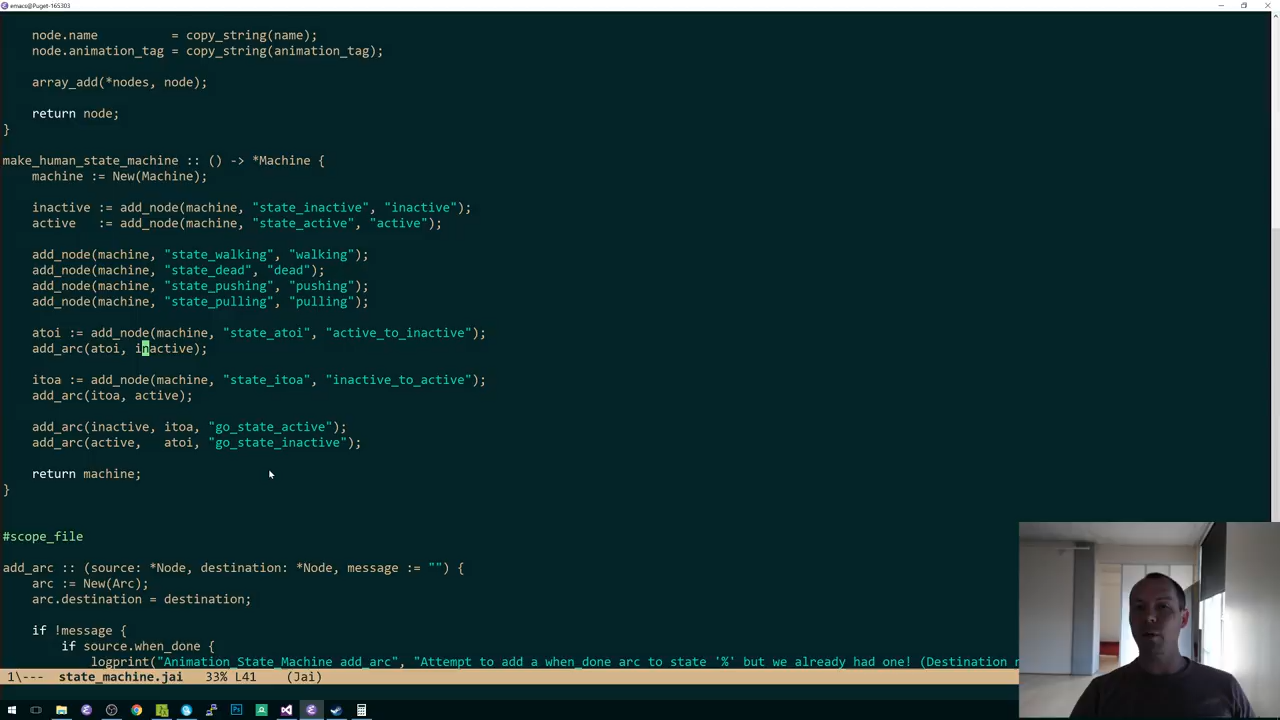 emacs@Puget-165303
node.name          = copy_string(name);
node.animation_tag = copy_string(animation_tag);
array_add(*nodes, node);
return node;
}
make_human_state_machine :: () -> *Machine {
machine := New(Machine);
inactive := add_node(machine, "state_inactive", "inactive");
active   := add_node(machine, "state_active", "active");
add_node(machine, "state_walking", "walking");
add_node(machine, "state_dead", "dead");
add_node(machine, "state_pushing", "pushing");
add_node(machine, "state_pulling", "pulling");
atoi := add_node(machine, "state_atoi", "active_to_inactive");
add_arc(atoi, inactive);
itoa := add_node(machine, "state_itoa", "inactive_to_active");
add_arc(itoa, active);
add_arc(inactive, itoa, "go_state_active");
add_arc(active,   atoi, "go_state_inactive");
return machine;
}
#scope_file
add_arc :: (source: *Node, destination: *Node, message := "") {
arc := New(Arc);
arc.destination = destination;
if !message {
if source.when_done {
logprint("Animation_State_Machine add_arc", "Attempt to add a when_done arc to state '%' but we already had one! (Destination
1\---  state_machine.jai   33% L41    (Jai)